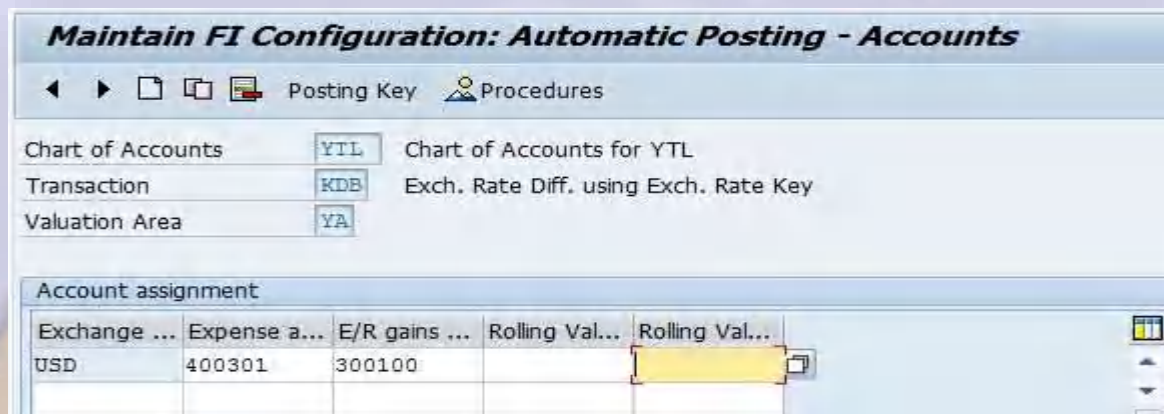 Maintain FI Configuration: Automatic Posting - Accounts
Posting Key Procedures
Chart of Accounts YTL Chart of Accounts for YTL
Transaction KDB Exch. Rate Diff. using Exch. Rate Key
Valuation Area YA
Account assignment
Exchange ... Expense a... E/R gains ... Rolling Val... Rolling Val...
USD 400301 300100